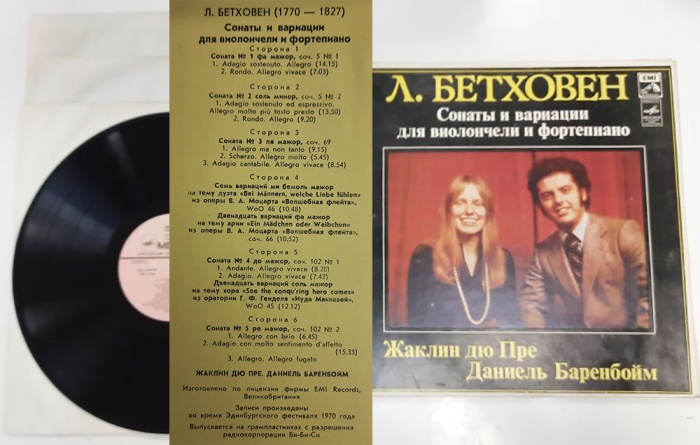 Л. БЕТХОВЕН (1770 — 1827)
Сонаты и вариации
для виолончели и фортепиано
Сторона 1
Соната № 1 фа мажор, соч. 5 № 1
1. Adagio sostenuto. Allegro (14.15)
2. Rondo. Allegro vivace (7.03)
Сторона 2
Соната № 2 соль минор, соч. 5 № 2
1. Adagio sostenuto ed espressivo.
Allegro molto più tosto presto (13.50)
2. Rondo. Allegro (9.20)
Сторона 3
Соната № 3 ля мажор, соч. 69
1. Allegro ma non tanto (9.15)
2. Scherzo. Allegro molto (5.45)
3. Adagio cantabile. Allegro vivace (8.54)
Сторона 4
Семь вариаций ми бемоль мажор
на тему дуэта «Bei Männern, welche Liebe fühlen»
из оперы В. А. Моцарта «Волшебная флейта»,
WoO 46 (10.48)
Двенадцать вариаций фа мажор
на тему арии «Ein Mädchen oder Weibchen»
из оперы В. А. Моцарта «Волшебная флейта»,
соч. 66 (10.52)
Сторона 5
Соната № 4 до мажор, соч. 102 № 1
1. Andante. Allegro vivace (8.20)
2. Adagio. Allegro vivace (7.42)
Двенадцать вариаций соль мажор
на тему хора «See the conqu'ring hero comes»
из оратории Г. Ф. Генделя «Иуда Маккавей»,
WoO 45 (12.12)
Сторона 6
Соната № 5 ре мажор, соч. 102 № 2
1. Allegro con brio (6.45)
2. Adagio con molto sentimento d'affetto
(15.33)
3. Allegro. Allegro fugato
ЖАКЛИН ДЮ ПРЕ, ДАНИЕЛЬ БАРЕНБОЙМ
Изготовлено по лицензии фирмы EMI Records,
Великобритания
Записи произведены
во время Эдинбургского фестиваля 1970 года
Выпускается на грампластинках с разрешения
радиокорпорации Би-Би-Си
Л. БЕТХОВЕН
EMI
Сонаты и вариации
для виолончели и фортепиано
Жаклин дю Пре
Даниель Баренбойм